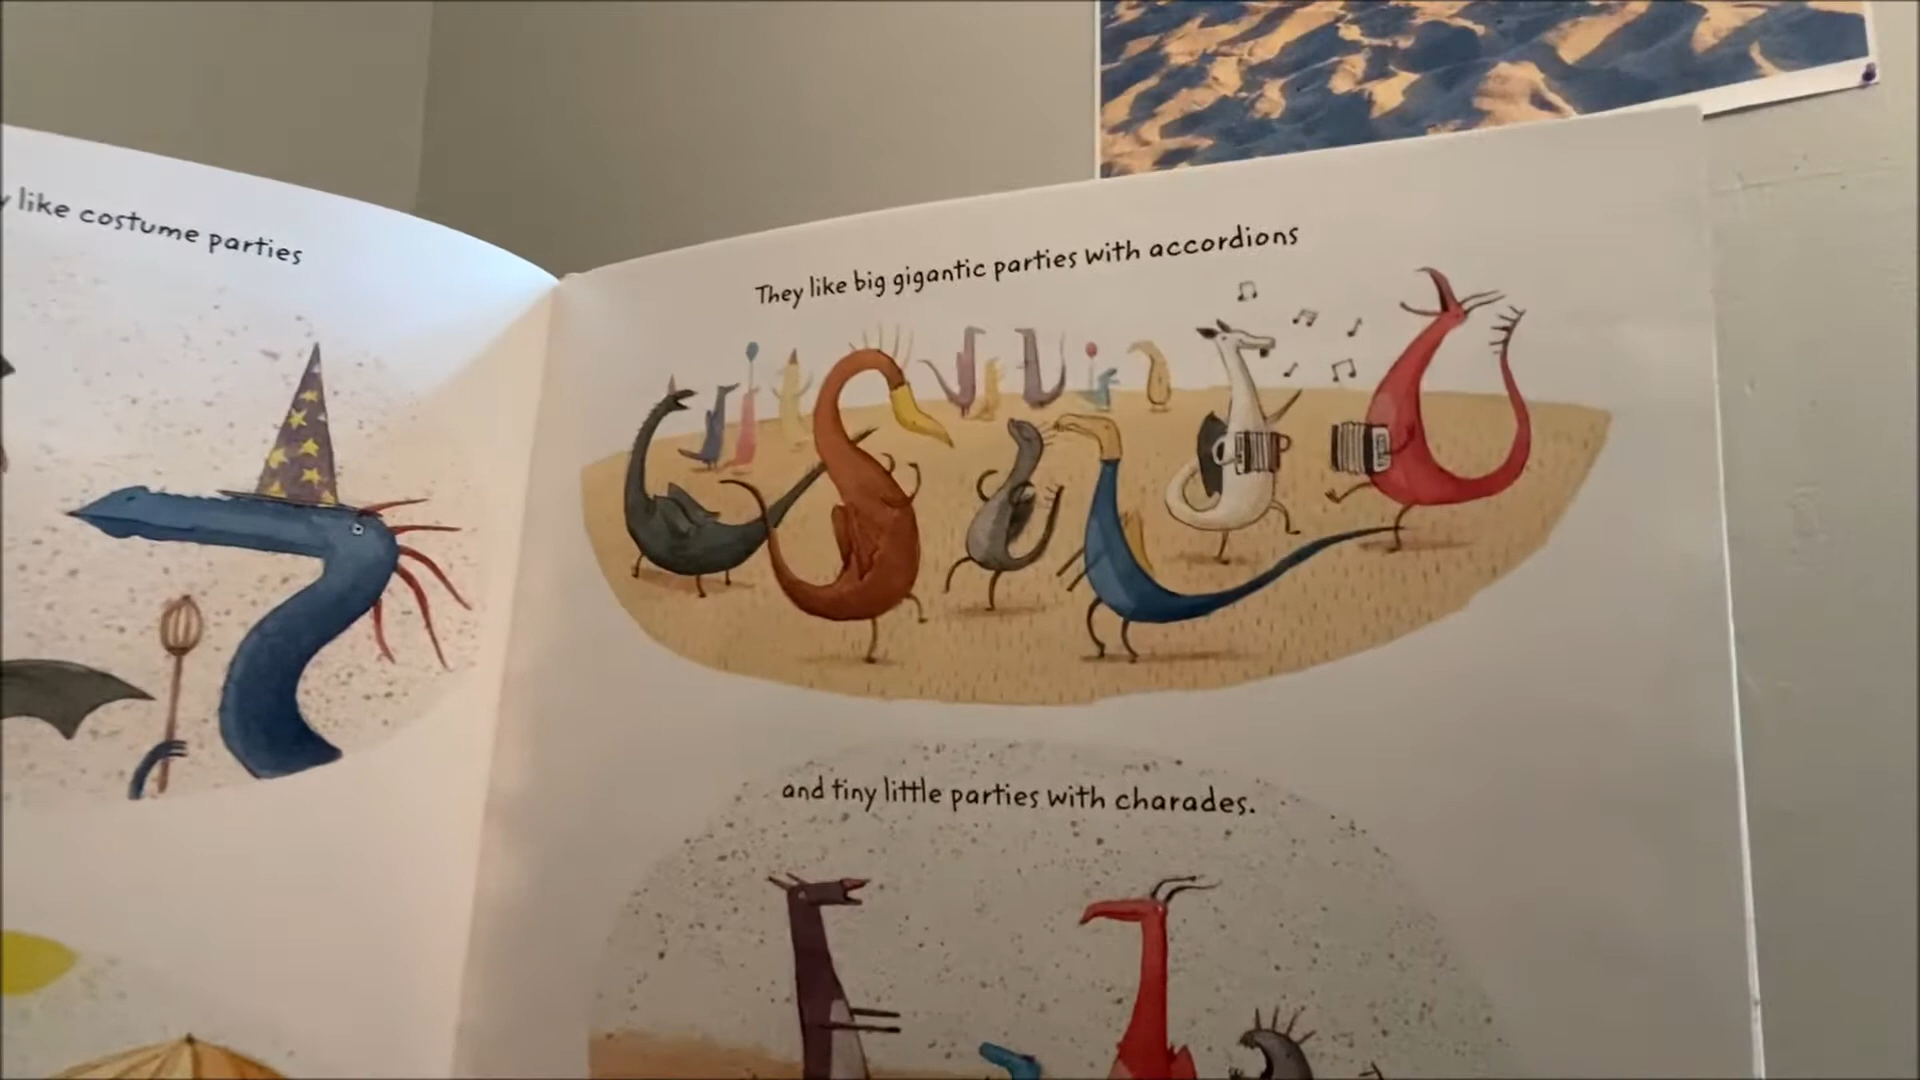 like costume parties
They like big gigantic parties with accordions
and tiny little parties with charades.